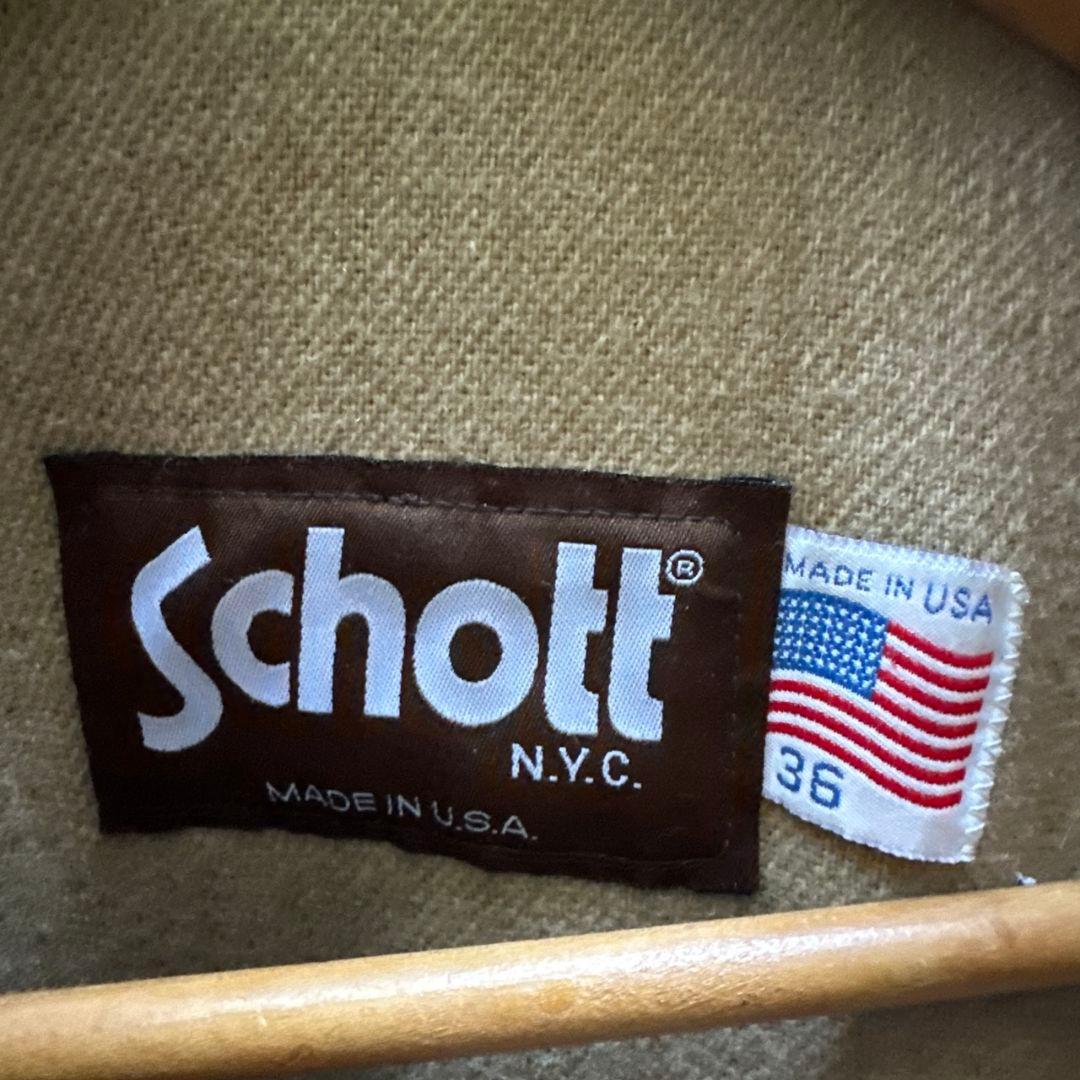 Schott®
N.Y.C.
MADE IN U.S.A.
MADE IN USA
36